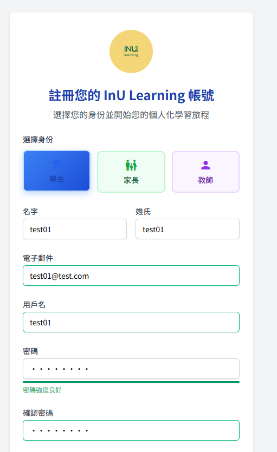 INU
Learning
註冊您的 InU Learning 帳號
選擇您的身份並開始您的個人化學習旅程
選擇身份
學生 家長 教師
名字 姓氏
test01 test01
電子郵件
test01@test.com
用戶名
test01
密碼
••••••••
密碼強度良好
確認密碼
••••••••